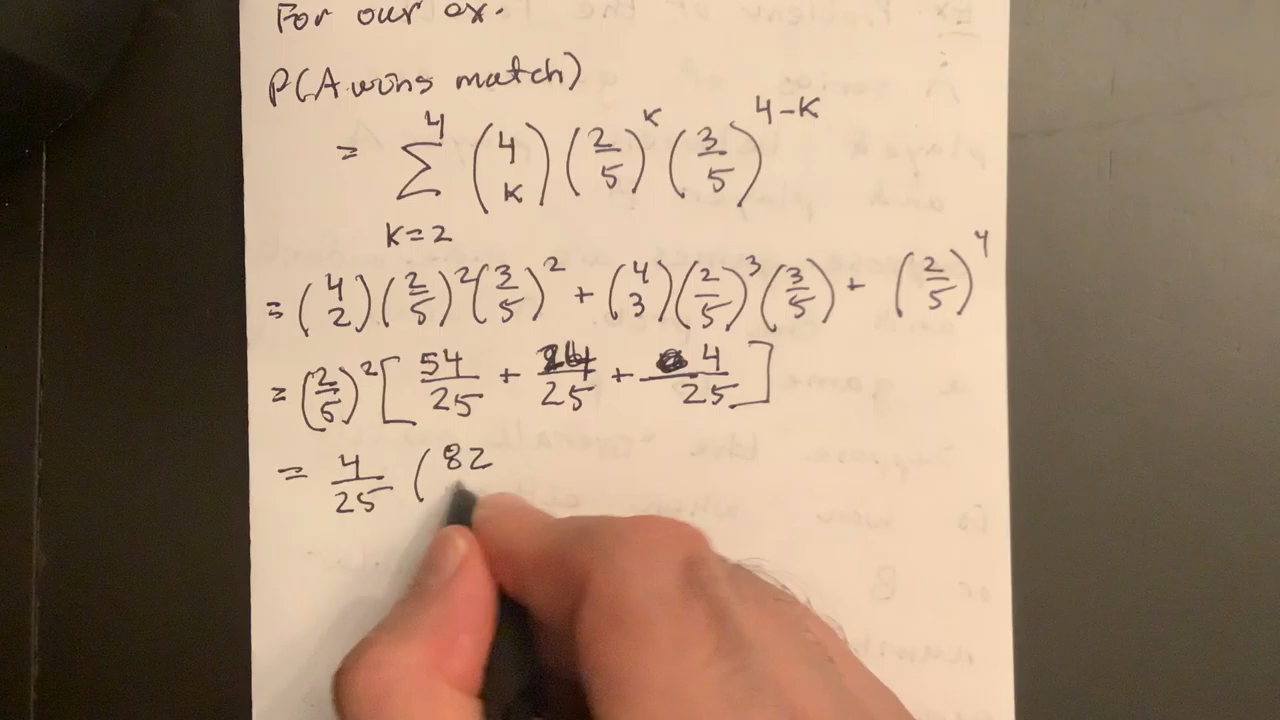 For our ex.
P(A wins match)
= ∑_{K=2}^{4} (4 K) (2/5)^K (3/5)^{4-K}
= (4 2)(2/5)^2(3/5)^2 + (4 3)(2/5)^3(3/5) + (2/5)^4
= (2/5)^2 [54/25 + 24/25 + 4/25]
= 4/25 (82